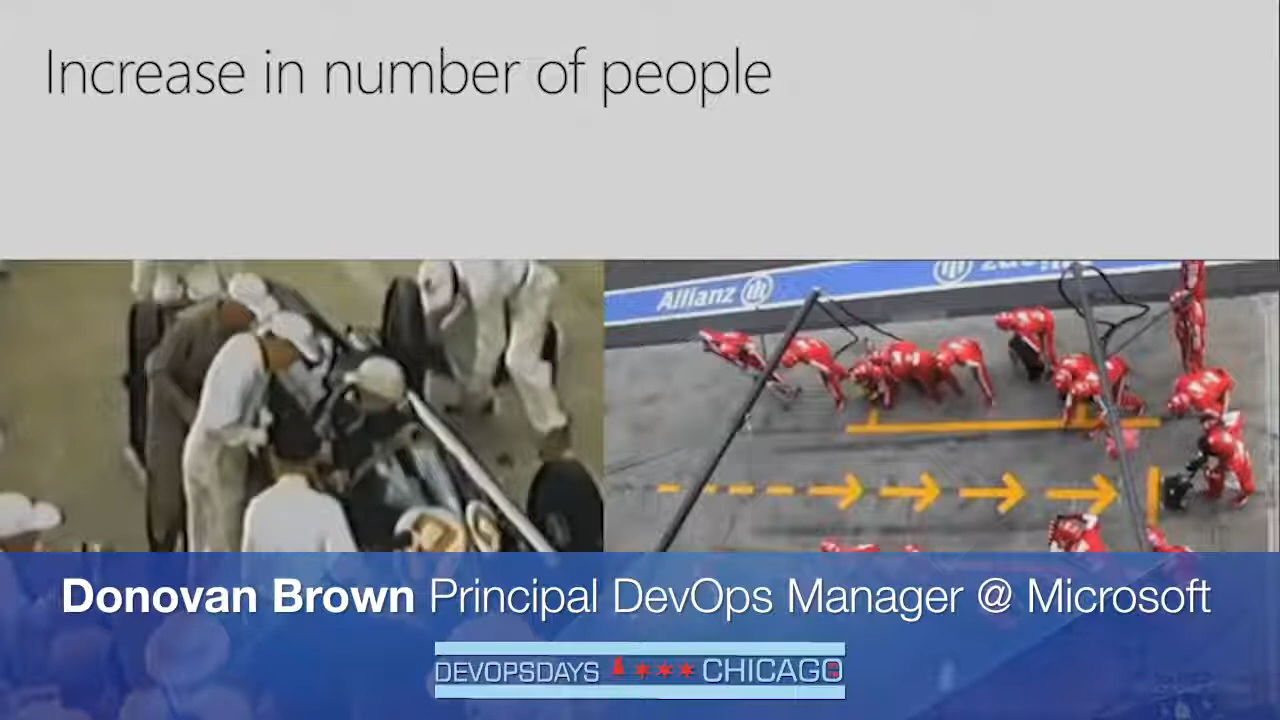 Increase in number of people
Allianz
Donovan Brown Principal DevOps Manager @ Microsoft
DEVOPSDAYS CHICAGO